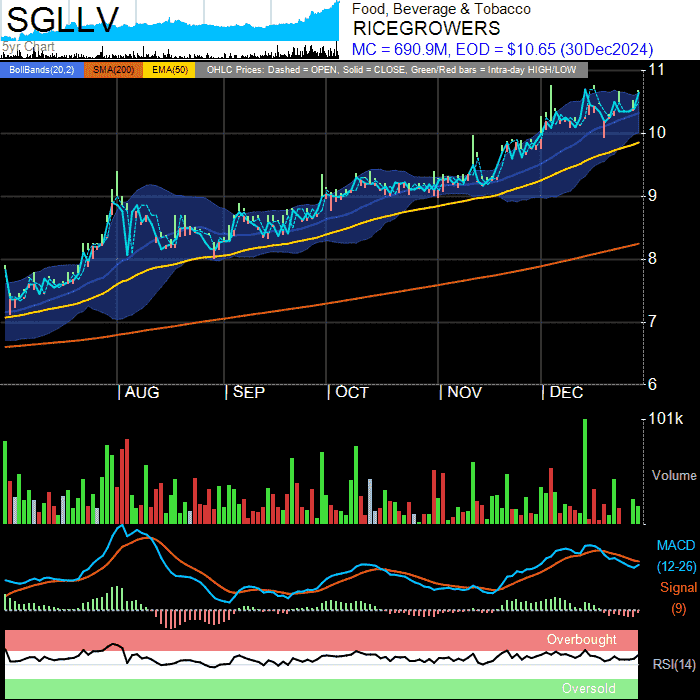 SGLLV
5yr Chart
Food, Beverage & Tobacco
RICEGROWERS
MC = 690.9M, EOD = $10.65 (30Dec2024)
BollBands(20,2) SMA(200) EMA(50) OHLC Prices: Dashed = OPEN, Solid = CLOSE, Green/Red bars = Intra-day HIGH/LOW
11
10
9
8
7
6
AUG SEP OCT NOV DEC
101k
Volume
MACD
(12-26)
Signal
(9)
Overbought
RSI(14)
Oversold